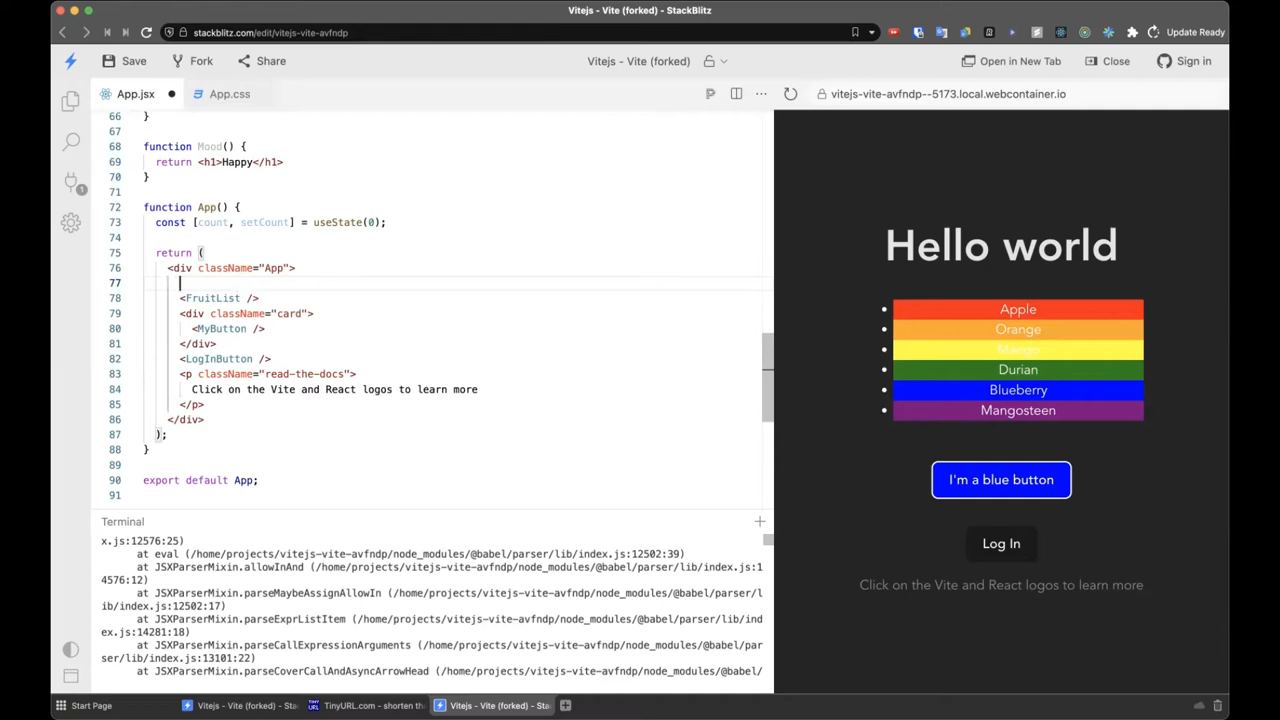 Vitejs - Vite (forked) - StackBlitz
stackblitz.com/edit/vitejs-vite-avfndp
Update Ready
Save
Fork
Share
Vitejs - Vite (forked)
Open in New Tab
Close
Sign in
App.jsx
App.css
vitejs-vite-avfndp--5173.local.webcontainer.io
66 }
67
68 function Mood() {
69 return <h1>Happy</h1>
70 }
71
72 function App() {
73 const [count, setCount] = useState(0);
74
75 return (
76 <div className="App">
77
78 <FruitList />
79 <div className="card">
80 <MyButton />
81 </div>
82 <LogInButton />
83 <p className="read-the-docs">
84 Click on the Vite and React logos to learn more
85 </p>
86 </div>
87 );
88 }
89
90 export default App;
91
Terminal
x.js:12576:25)
at eval (/home/projects/vitejs-vite-avfndp/node_modules/@babel/parser/lib/index.js:12502:39)
at JSXParserMixin.allowInAnd (/home/projects/vitejs-vite-avfndp/node_modules/@babel/parser/lib/index.js:1
4576:12)
at JSXParserMixin.parseMaybeAssignAllowIn (/home/projects/vitejs-vite-avfndp/node_modules/@babel/parser/l
ib/index.js:12502:17)
at JSXParserMixin.parseExprListItem (/home/projects/vitejs-vite-avfndp/node_modules/@babel/parser/lib/ind
ex.js:14281:18)
at JSXParserMixin.parseCallExpressionArguments (/home/projects/vitejs-vite-avfndp/node_modules/@babel/par
ser/lib/index.js:13101:22)
at JSXParserMixin.parseCoverCallAndAsyncArrowHead (/home/projects/vitejs-vite-avfndp/node_modules/@babel/
Hello world
Apple
Orange
Mango
Durian
Blueberry
Mangosteen
I'm a blue button
Log In
Click on the Vite and React logos to learn more
Start Page
Vitejs - Vite (forked) - Sta
TinyURL.com - shorten th
Vitejs - Vite (forked) - Sta